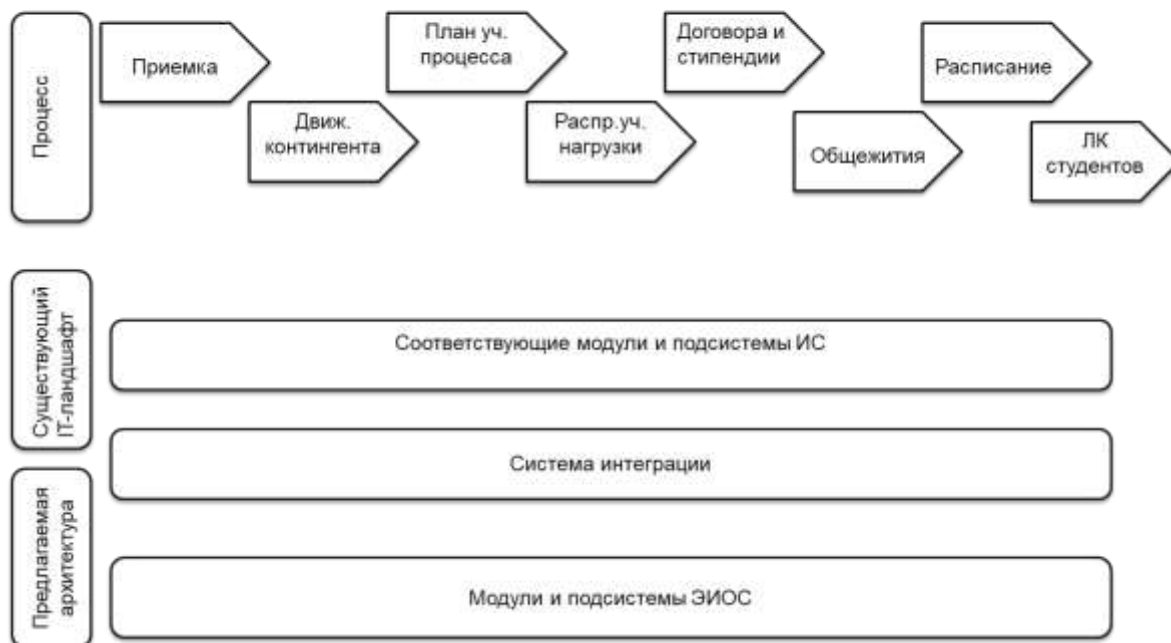 Процесс
Приемка
Движ.
контингента
План уч.
процесса
Распр.уч.
нагрузки
Договора и
стипендии
Общежития
Расписание
ЛК
студентов
Существующий
IT-ландшафт
Соответствующие модули и подсистемы ИС
Система интеграции
Предлагаемая
архитектура
Модули и подсистемы ЭИОС